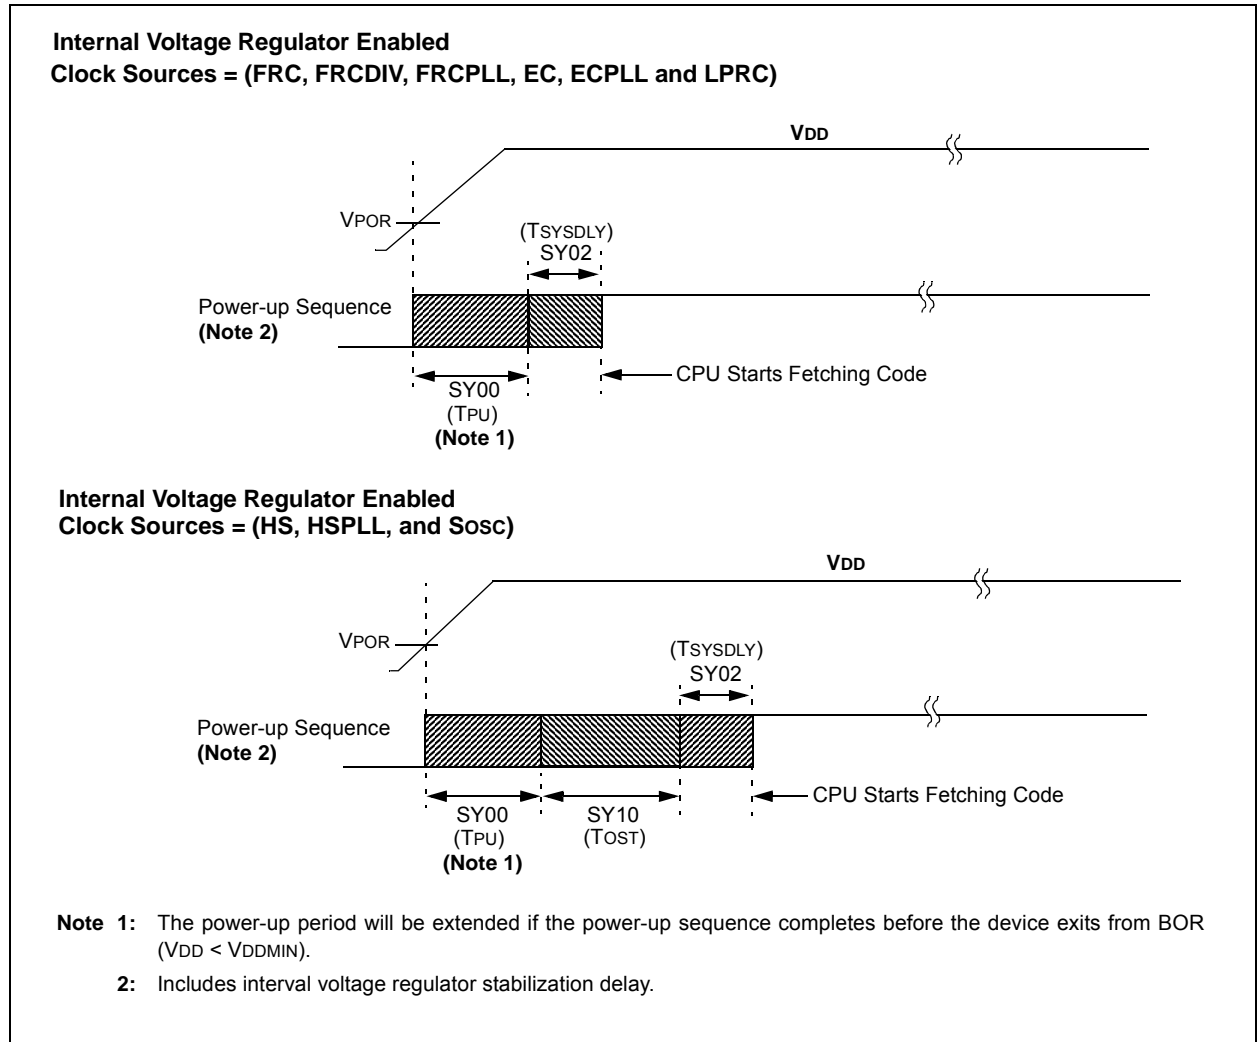 Internal Voltage Regulator Enabled
Clock Sources = (FRC, FRCDIV, FRCPLL, EC, ECPLL and LPRC)
VDD
VPOR
(TSYSDLY)
SY02
Power-up Sequence
(Note 2)
CPU Starts Fetching Code
SY00
(TPU)
(Note 1)
Internal Voltage Regulator Enabled
Clock Sources = (HS, HSPLL, and SOSC)
VDD
VPOR
(TSYSDLY)
SY02
Power-up Sequence
(Note 2)
CPU Starts Fetching Code
SY00
(TPU)
(Note 1)
SY10
(TOST)
Note 1: The power-up period will be extended if the power-up sequence completes before the device exits from BOR
(VDD < VDDMIN).
2: Includes interval voltage regulator stabilization delay.